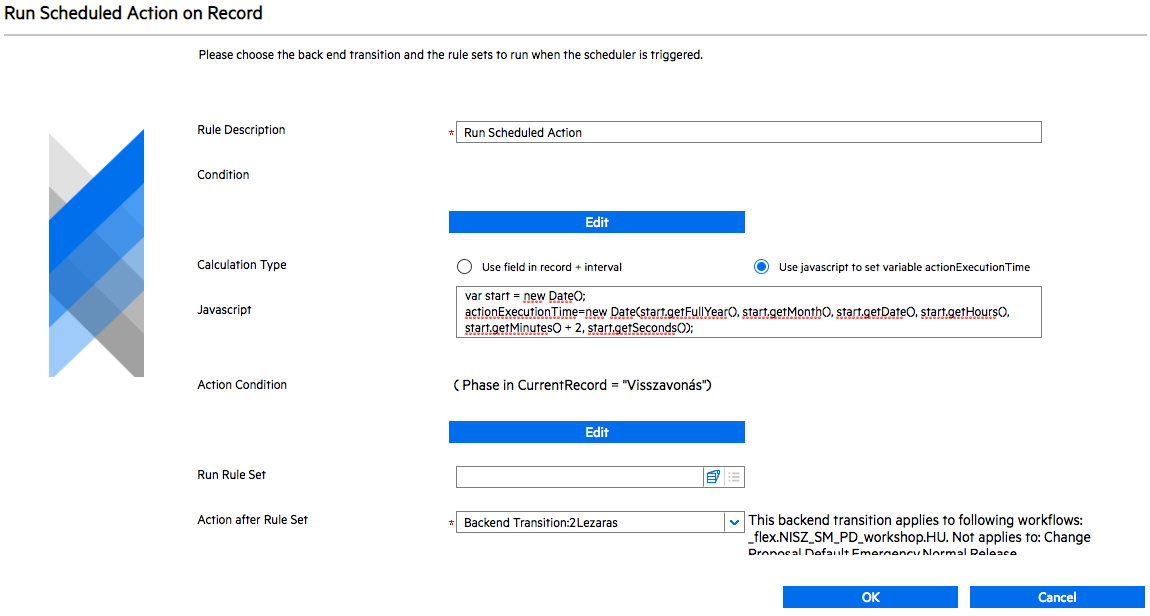 Run Scheduled Action on Record
Please choose the back end transition and the rule sets to run when the scheduler is triggered.
Rule Description
* Run Scheduled Action
Condition
Edit
Calculation Type
Use field in record + interval
Use javascript to set variable actionExecutionTime
Javascript
var start = new Date();
actionExecutionTime=new Date(start.getFullYear(), start.getMonth(), start.getDate(), start.getHours(),
start.getMinutes() + 2, start.getSeconds());
Action Condition
( Phase in CurrentRecord = "Visszavonás")
Edit
Run Rule Set
Action after Rule Set
* Backend Transition:2Lezaras
This backend transition applies to following workflows:
_flex.NISZ_SM_PD_workshop.HU. Not applies to: Change
Proposal,Default,Emergency,Normal,Release
OK
Cancel